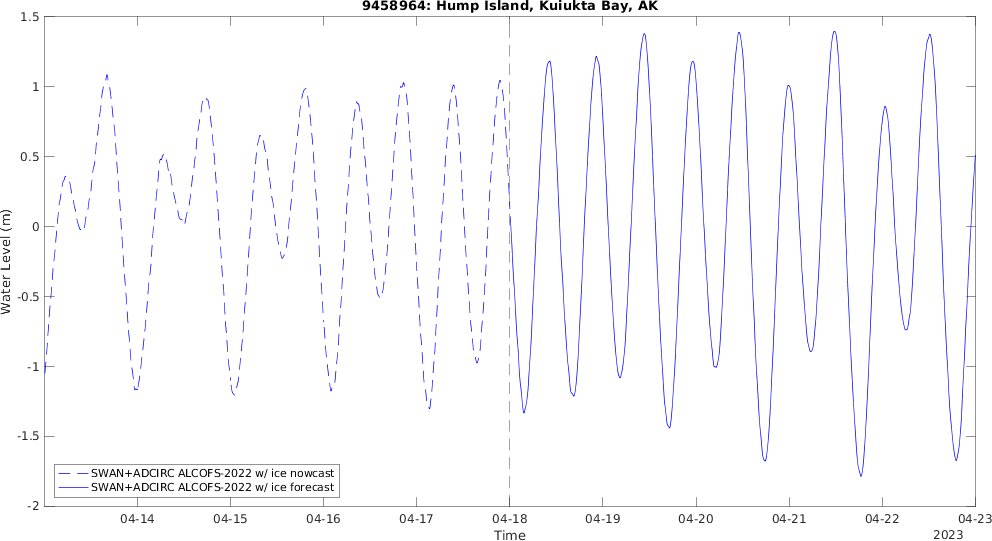 9458964: Hump Island, Kuiukta Bay, AK
1.5
1
0.5
0
-0.5
-1
-1.5
-2
Water Level (m)
SWAN+ADCIRC ALCOFS-2022 w/ ice nowcast
SWAN+ADCIRC ALCOFS-2022 w/ ice forecast
04-14 04-15 04-16 04-17 04-18 04-19 04-20 04-21 04-22 04-23
Time
2023